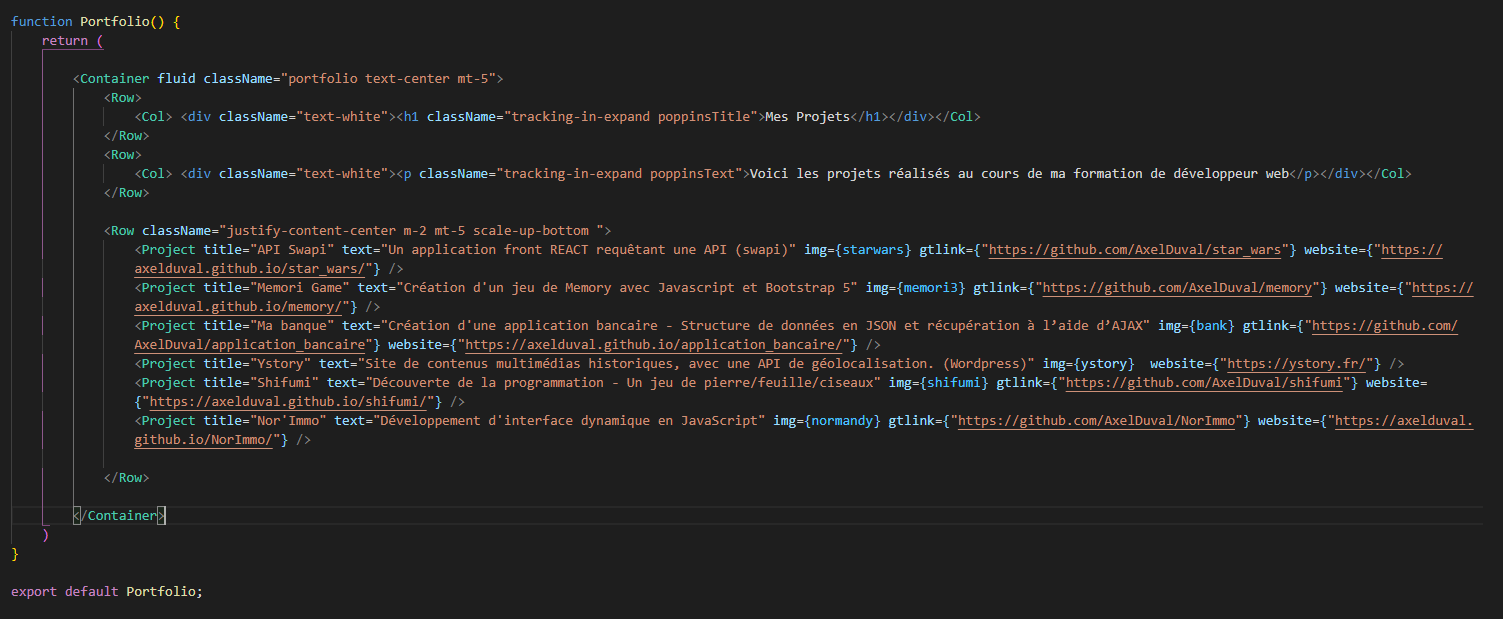 function Portfolio() {
return (
<Container fluid className="portfolio text-center mt-5">
<Row>
<Col> <div className="text-white"><h1 className="tracking-in-expand poppinsTitle">Mes Projets</h1></div></Col>
</Row>
<Row>
<Col> <div className="text-white"><p className="tracking-in-expand poppinsText">Voici les projets réalisés au cours de ma formation de développeur web</p></div></Col>
</Row>
<Row className="justify-content-center m-2 mt-5 scale-up-bottom ">
<Project title="API Swapi" text="Un application front REACT requêtant une API (swapi)" img={starwars} gtlink={"https://github.com/AxelDuval/star_wars"} website={"https://
axelduval.github.io/star_wars/"} />
<Project title="Memori Game" text="Création d'un jeu de Memory avec Javascript et Bootstrap 5" img={memori3} gtlink={"https://github.com/AxelDuval/memory"} website={"https://
axelduval.github.io/memory/"} />
<Project title="Ma banque" text="Création d'une application bancaire - Structure de données en JSON et récupération à l’aide d’AJAX" img={bank} gtlink={"https://github.com/
AxelDuval/application_bancaire"} website={"https://axelduval.github.io/application_bancaire/"} />
<Project title="Ystory" text="Site de contenus multimédias historiques, avec une API de géolocalisation. (Wordpress)" img={ystory}  website={"https://ystory.fr/"} />
<Project title="Shifumi" text="Découverte de la programmation - Un jeu de pierre/feuille/ciseaux" img={shifumi} gtlink={"https://github.com/AxelDuval/shifumi"} website=
{"https://axelduval.github.io/shifumi/"} />
<Project title="Nor'Immo" text="Développement d'interface dynamique en JavaScript" img={normandy} gtlink={"https://github.com/AxelDuval/NorImmo"} website={"https://axelduval.
github.io/NorImmo/"} />
</Row>
</Container>
)
}
export default Portfolio;